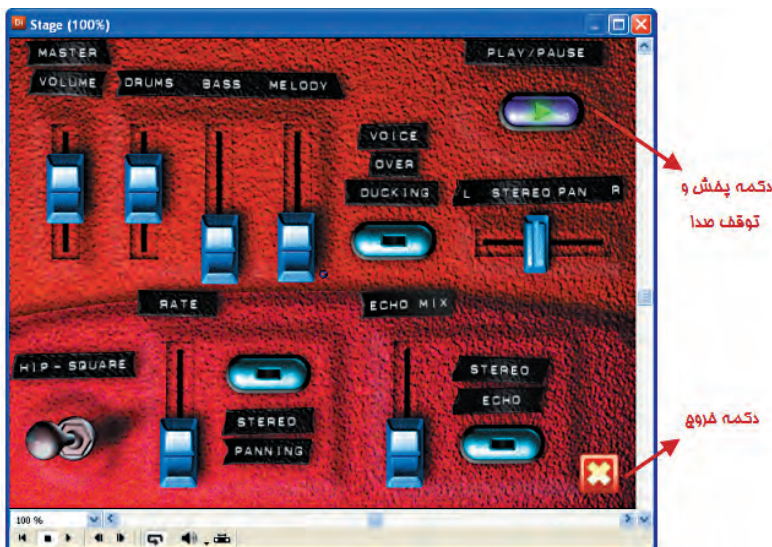 Stage (100%)
MASTER
VOLUME
DRUMS BASS MELODY
PLAY/PAUSE
VOICE
OVER
DUCKING
L STEREO PAN R
دکمه پخش و
توقف صدا
RATE
ECHO MIX
HIP - SQUARE
STEREO
PANNING
STEREO
ECHO
دکمه خروج
100 %